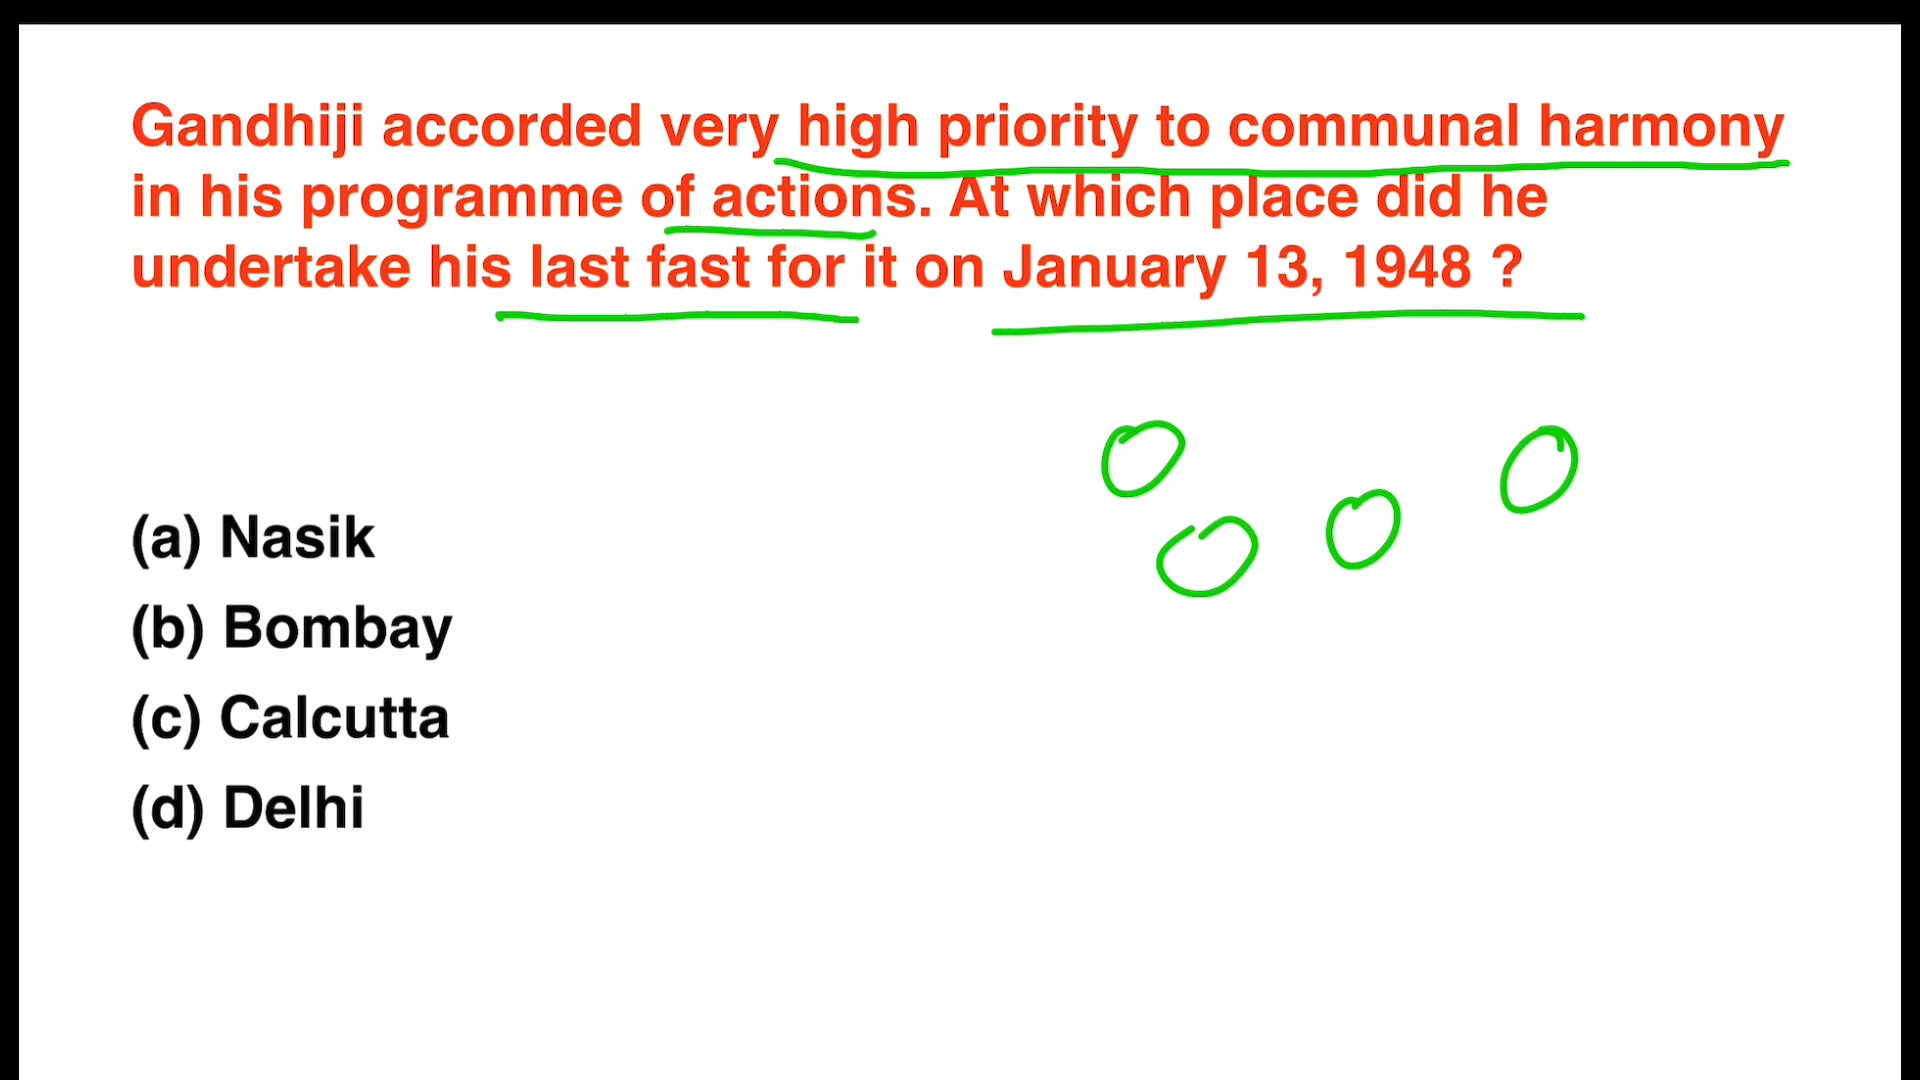 Gandhiji accorded very high priority to communal harmony
in his programme of actions. At which place did he
undertake his last fast for it on January 13, 1948 ?
(a) Nasik
(b) Bombay
(c) Calcutta
(d) Delhi